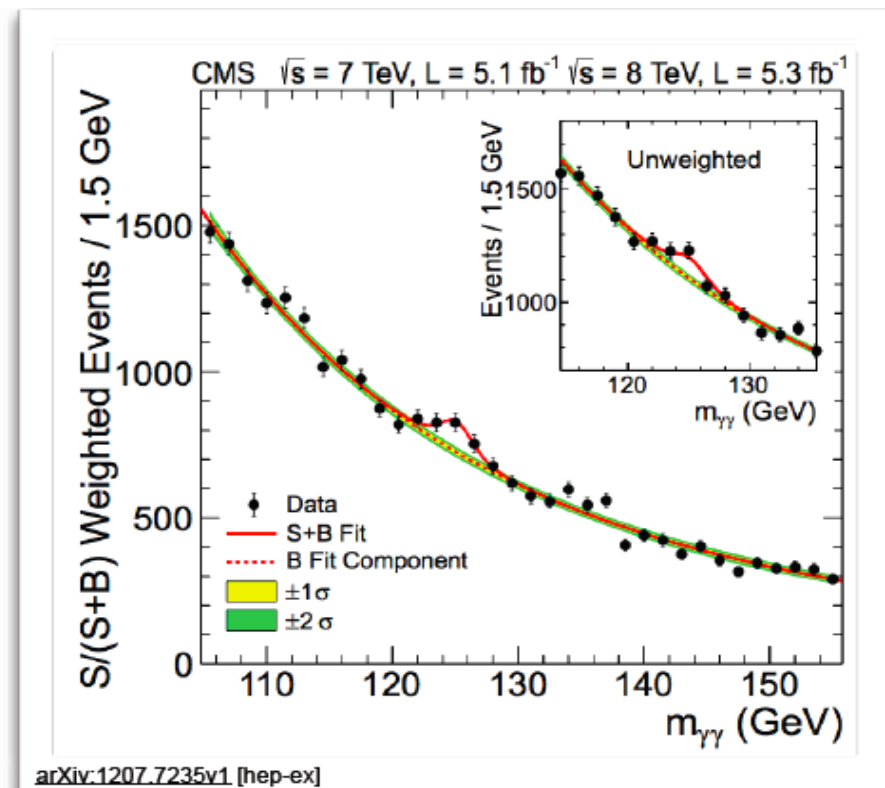 CMS √s = 7 TeV, L = 5.1 fb⁻¹ √s = 8 TeV, L = 5.3 fb⁻¹
S/(S+B) Weighted Events / 1.5 GeV
1500
1000
500
0
110 120 130 140 150
mγγ (GeV)
Data
S+B Fit
B Fit Component
±1 σ
±2 σ
Unweighted
Events / 1.5 GeV
1500
1000
120 130
mγγ (GeV)
arXiv:1207.7235v1 [hep-ex]